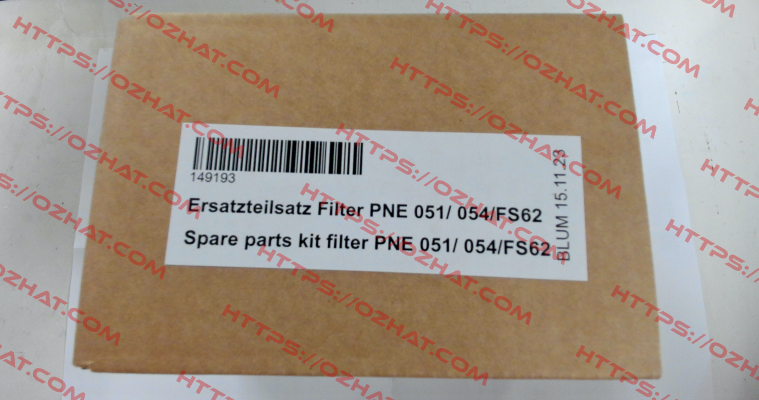 149193
Ersatzteilsatz Filter PNE 051/ 054/FS62
Spare parts kit filter PNE 051/ 054/FS62
BLUM 15.11.23
HTTPS://OZHAT.COM